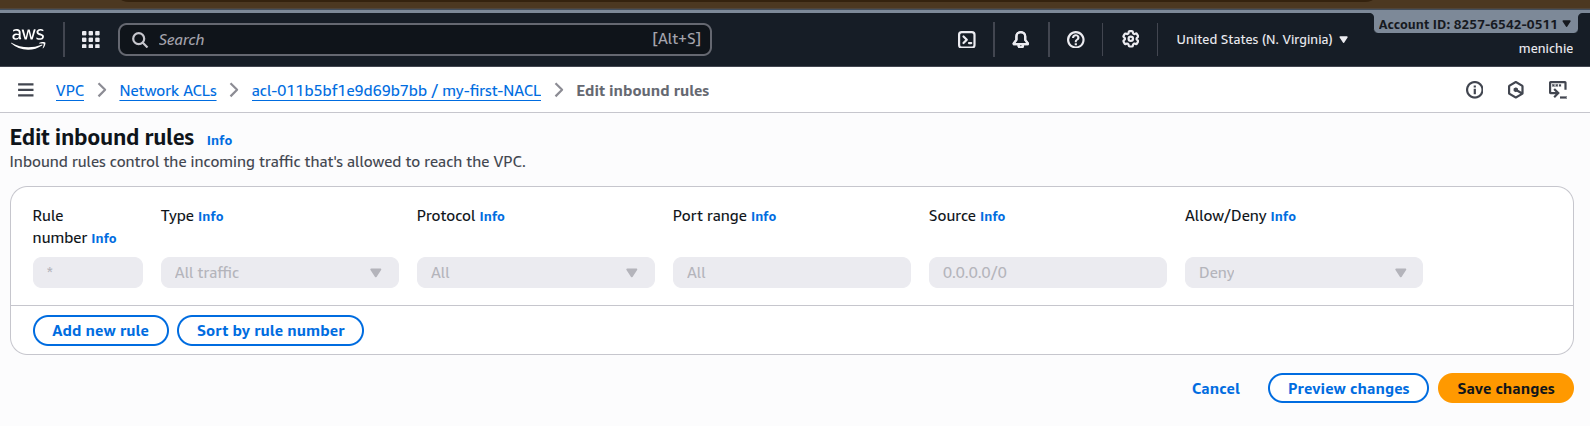 aws
Search [Alt+S]
United States (N. Virginia)
Account ID: 8257-6542-0511
menichie
VPC Network ACLs acl-011b5bf1e9d69b7bb / my-first-NACL Edit inbound rules
Edit inbound rules Info
Inbound rules control the incoming traffic that's allowed to reach the VPC.
Rule number Info
Type Info
Protocol Info
Port range Info
Source Info
Allow/Deny Info
*
All traffic
All
All
0.0.0.0/0
Deny
Add new rule
Sort by rule number
Cancel
Preview changes
Save changes